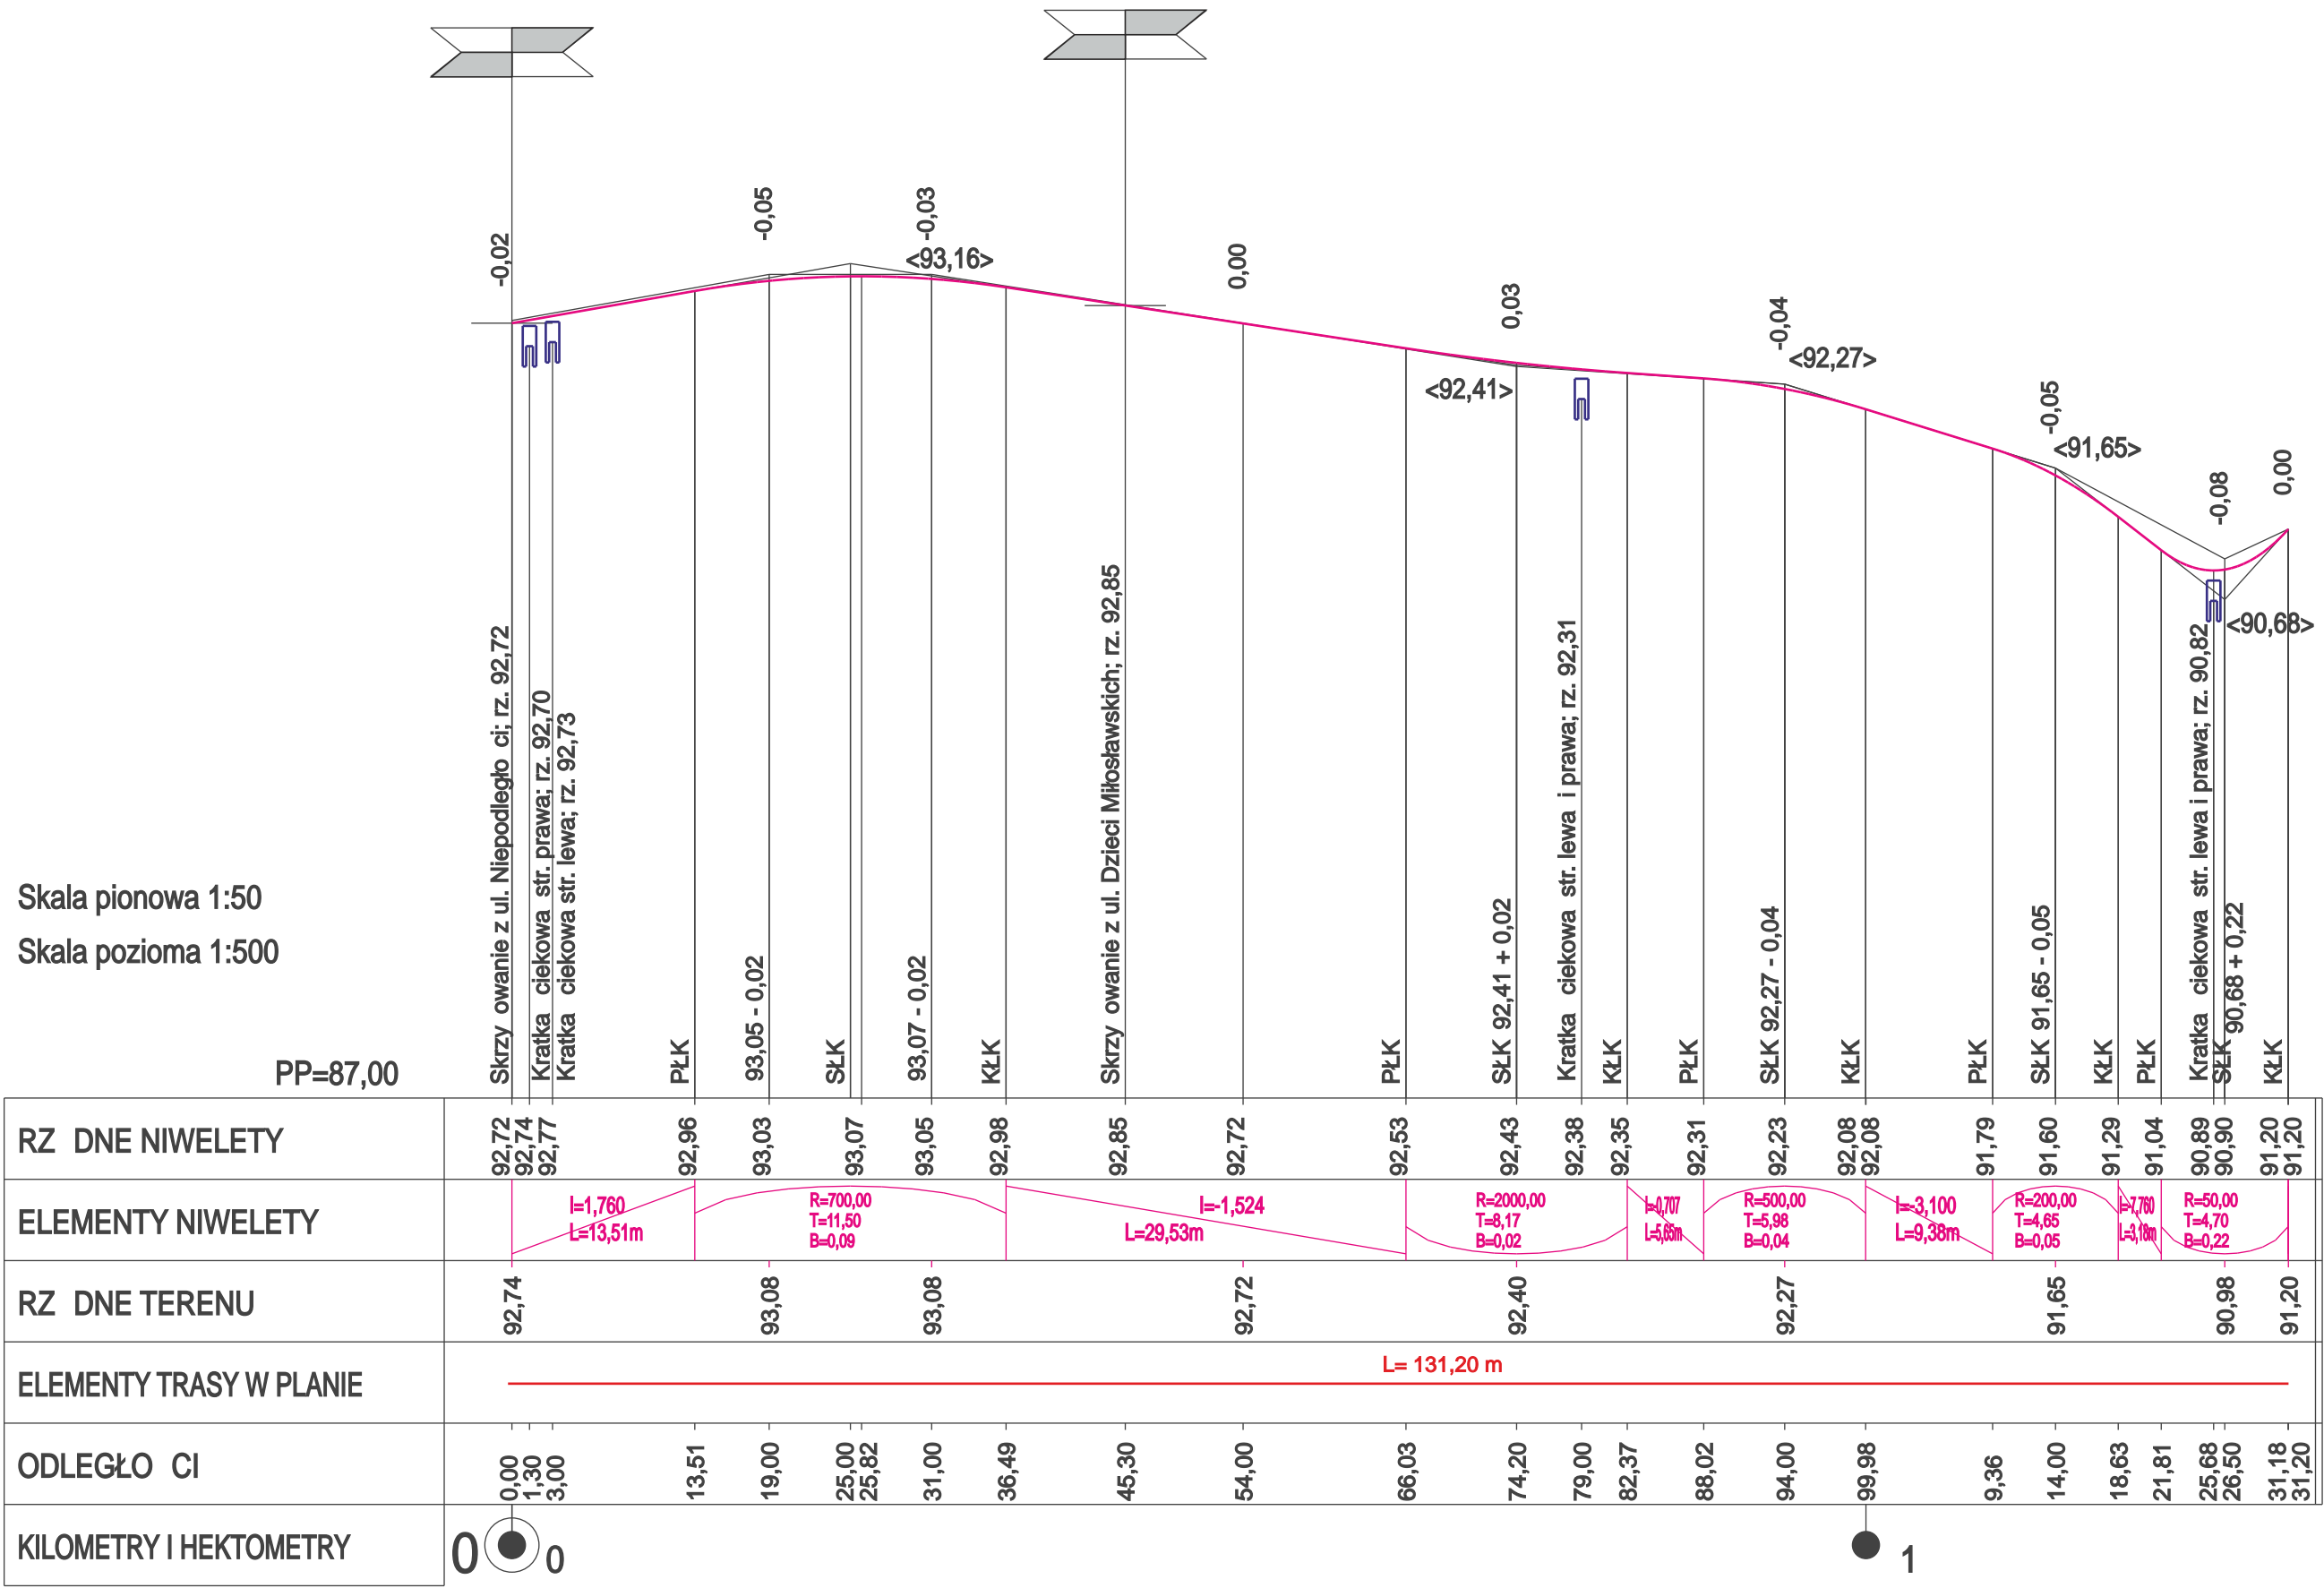 -0,02
-0,05
-0,03
<93,16>
0,00
0,03
<92,41>
-0,04
<92,27>
-0,05
<91,65>
-0,08
<90,68>
0,00
Skrzy owanie z ul. Niepodległo ci; rz. 92,72
Kratka ciekowa str. prawa; rz. 92,70
Kratka ciekowa str. lewa; rz. 92,73
PŁK
93,05 - 0,02
SŁK
93,07 - 0,02
KŁK
Skrzy owanie z ul. Dzieci Miłosławskich; rz. 92,85
PŁK
SŁK 92,41 + 0,02
Kratka ciekowa str. lewa i prawa; rz. 92,31
KŁK
PŁK
SŁK 92,27 - 0,04
KŁK
PŁK
SŁK 91,65 - 0,05
KŁK
PŁK
Kratka ciekowa str. lewa i prawa; rz. 90,82
SŁK 90,68 + 0,22
KŁK
Skala pionowa 1:50
Skala pozioma 1:500
PP=87,00
RZ DNE NIWELETY
92,72 92,74 92,77 92,96 93,03 93,07 93,05 92,98 92,85 92,72 92,53 92,43 92,38 92,35 92,31 92,23 92,08 92,08 91,79 91,60 91,29 91,04 90,89 90,90 91,20 91,20
ELEMENTY NIWELETY
I=1,760
L=13,51m
R=700,00
T=11,50
B=0,09
I=-1,524
L=29,53m
R=2000,00
T=8,17
B=0,02
I=-0,707
L=5,65m
R=500,00
T=5,98
B=0,04
I=-3,100
L=9,38m
R=200,00
T=4,65
B=0,05
I=-7,760
L=3,18m
R=50,00
T=4,70
B=0,22
RZ DNE TERENU
92,74 93,08 93,08 92,72 92,40 92,27 91,65 90,98 91,20
ELEMENTY TRASY W PLANIE
L= 131,20 m
ODLEGŁO CI
0,00 1,30 3,00 13,51 19,00 25,00 25,82 31,00 36,49 45,30 54,00 66,03 74,20 79,00 82,37 88,02 94,00 99,98 9,36 14,00 18,63 21,81 25,68 26,50 31,18 31,20
KILOMETRY I HEKTOMETRY
0 0 1